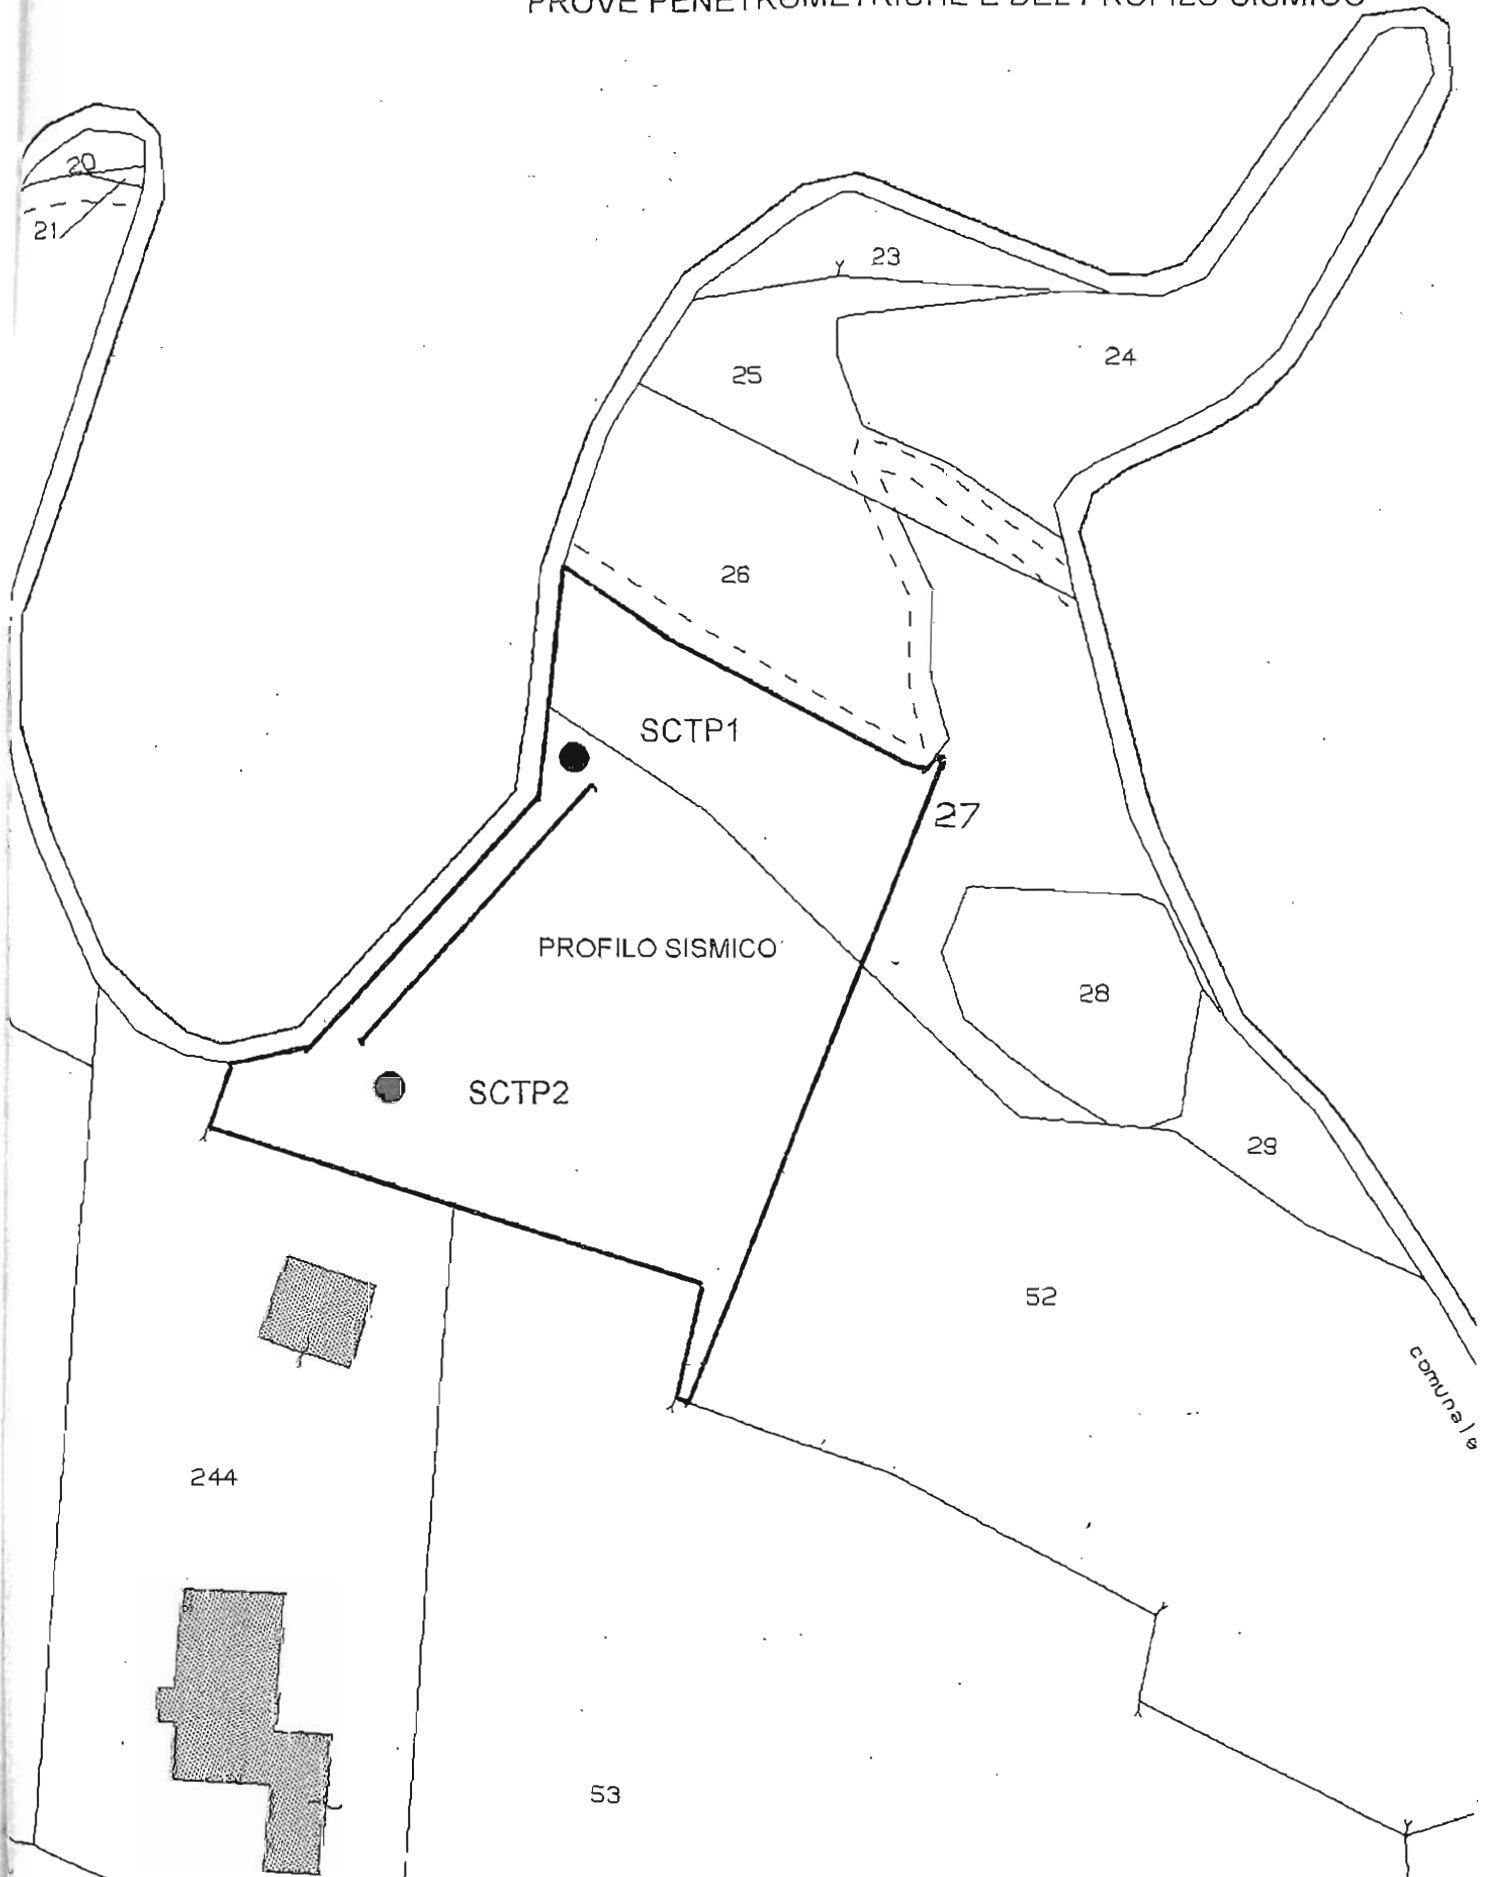 PROVE PENETROMETRICHE E DEL PROFILO SISMICO
20
21
23
24
25
26
SCTP1
27
PROFILO SISMICO
28
SCTP2
29
52
comunale
244
53